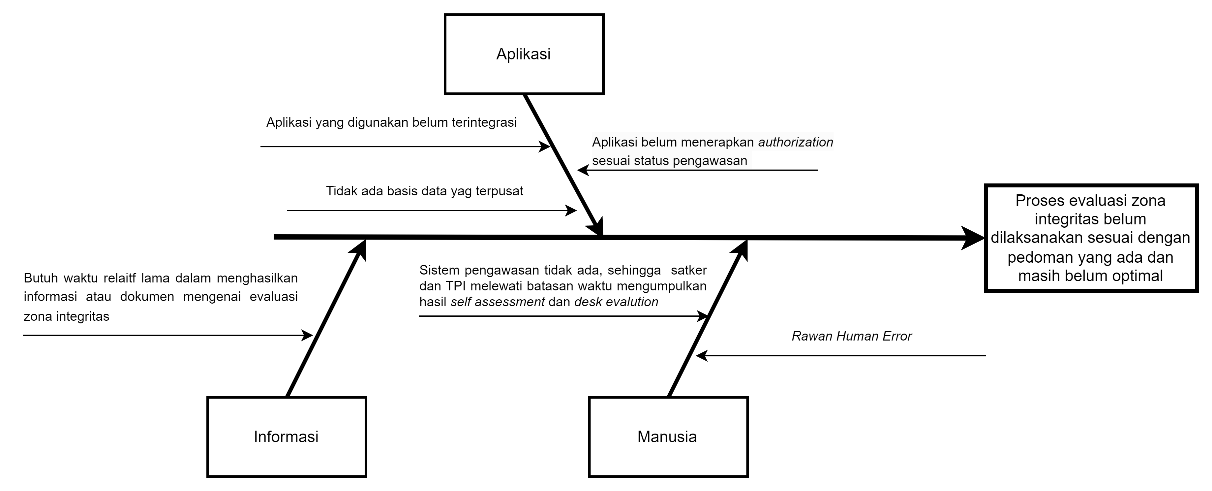 Aplikasi
Aplikasi yang digunakan belum terintegrasi
Aplikasi belum menerapkan authorization
sesuai status pengawasan
Tidak ada basis data yag terpusat
Proses evaluasi zona
integritas belum
dilaksanakan sesuai dengan
pedoman yang ada dan
masih belum optimal
Butuh waktu relaitf lama dalam menghasilkan
informasi atau dokumen mengenai evaluasi
zona integritas
Sistem pengawasan tidak ada, sehingga satker
dan TPI melewati batasan waktu mengumpulkan
hasil self assessment dan desk evalution
Rawan Human Error
Informasi
Manusia